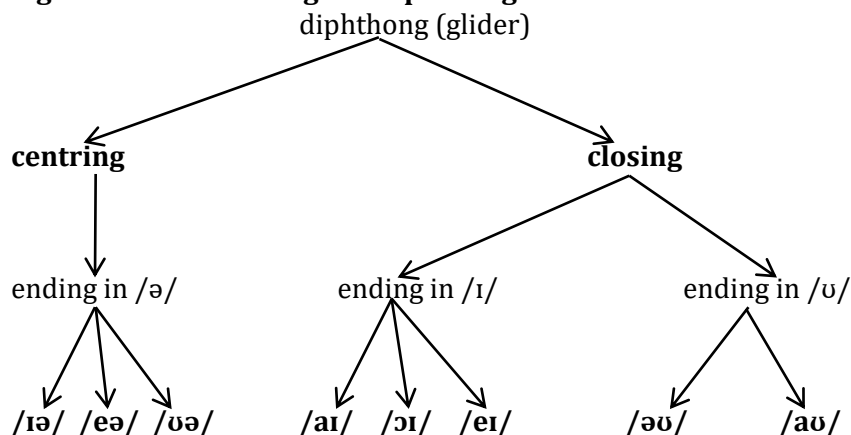 diphthong (glider)
centring closing
ending in /ə/ ending in /ɪ/ ending in /ʊ/
/ɪə/ /eə/ /ʊə/ /aɪ/ /ɔɪ/ /eɪ/ /əʊ/ /aʊ/